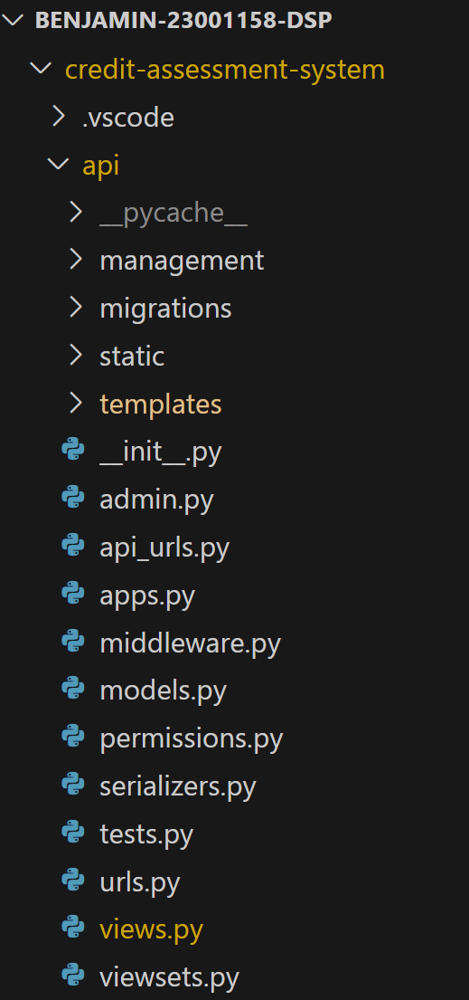 BENJAMIN-23001158-DSP
credit-assessment-system
.vscode
api
__pycache__
management
migrations
static
templates
__init__.py
admin.py
api_urls.py
apps.py
middleware.py
models.py
permissions.py
serializers.py
tests.py
urls.py
views.py
viewsets.py